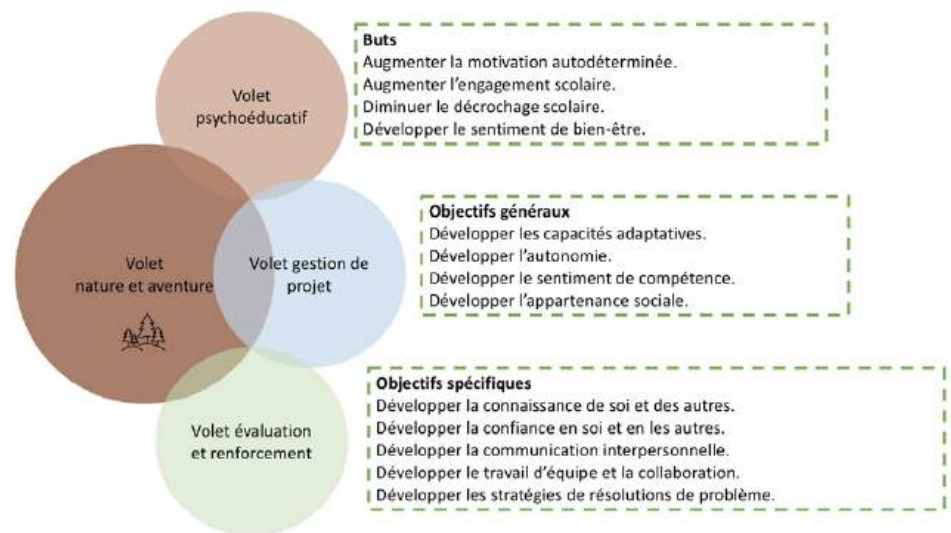 Volet
psychoéducatif
Buts
Augmenter la motivation autodéterminée.
Augmenter l'engagement scolaire.
Diminuer le décrochage scolaire.
Développer le sentiment de bien-être.
Volet
nature et aventure
Volet gestion de
projet
Objectifs généraux
Développer les capacités adaptatives.
Développer l'autonomie.
Développer le sentiment de compétence.
Développer l'appartenance sociale.
Volet évaluation
et renforcement
Objectifs spécifiques
Développer la connaissance de soi et des autres.
Développer la confiance en soi et en les autres.
Développer la communication interpersonnelle.
Développer le travail d'équipe et la collaboration.
Développer les stratégies de résolutions de problème.